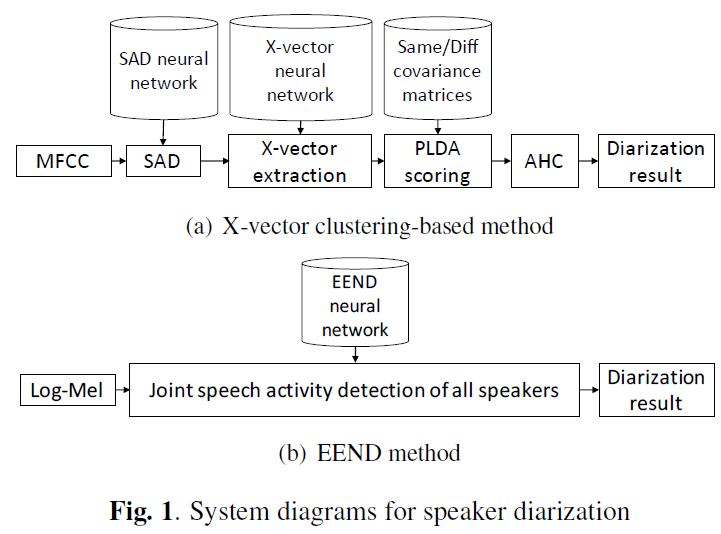 SAD neural
network
X-vector
neural
network
Same/Diff
covariance
matrices
MFCC
SAD
X-vector
extraction
PLDA
scoring
AHC
Diarization
result
(a) X-vector clustering-based method
EEND
neural
network
Log-Mel
Joint speech activity detection of all speakers
Diarization
result
(b) EEND method
Fig. 1. System diagrams for speaker diarization